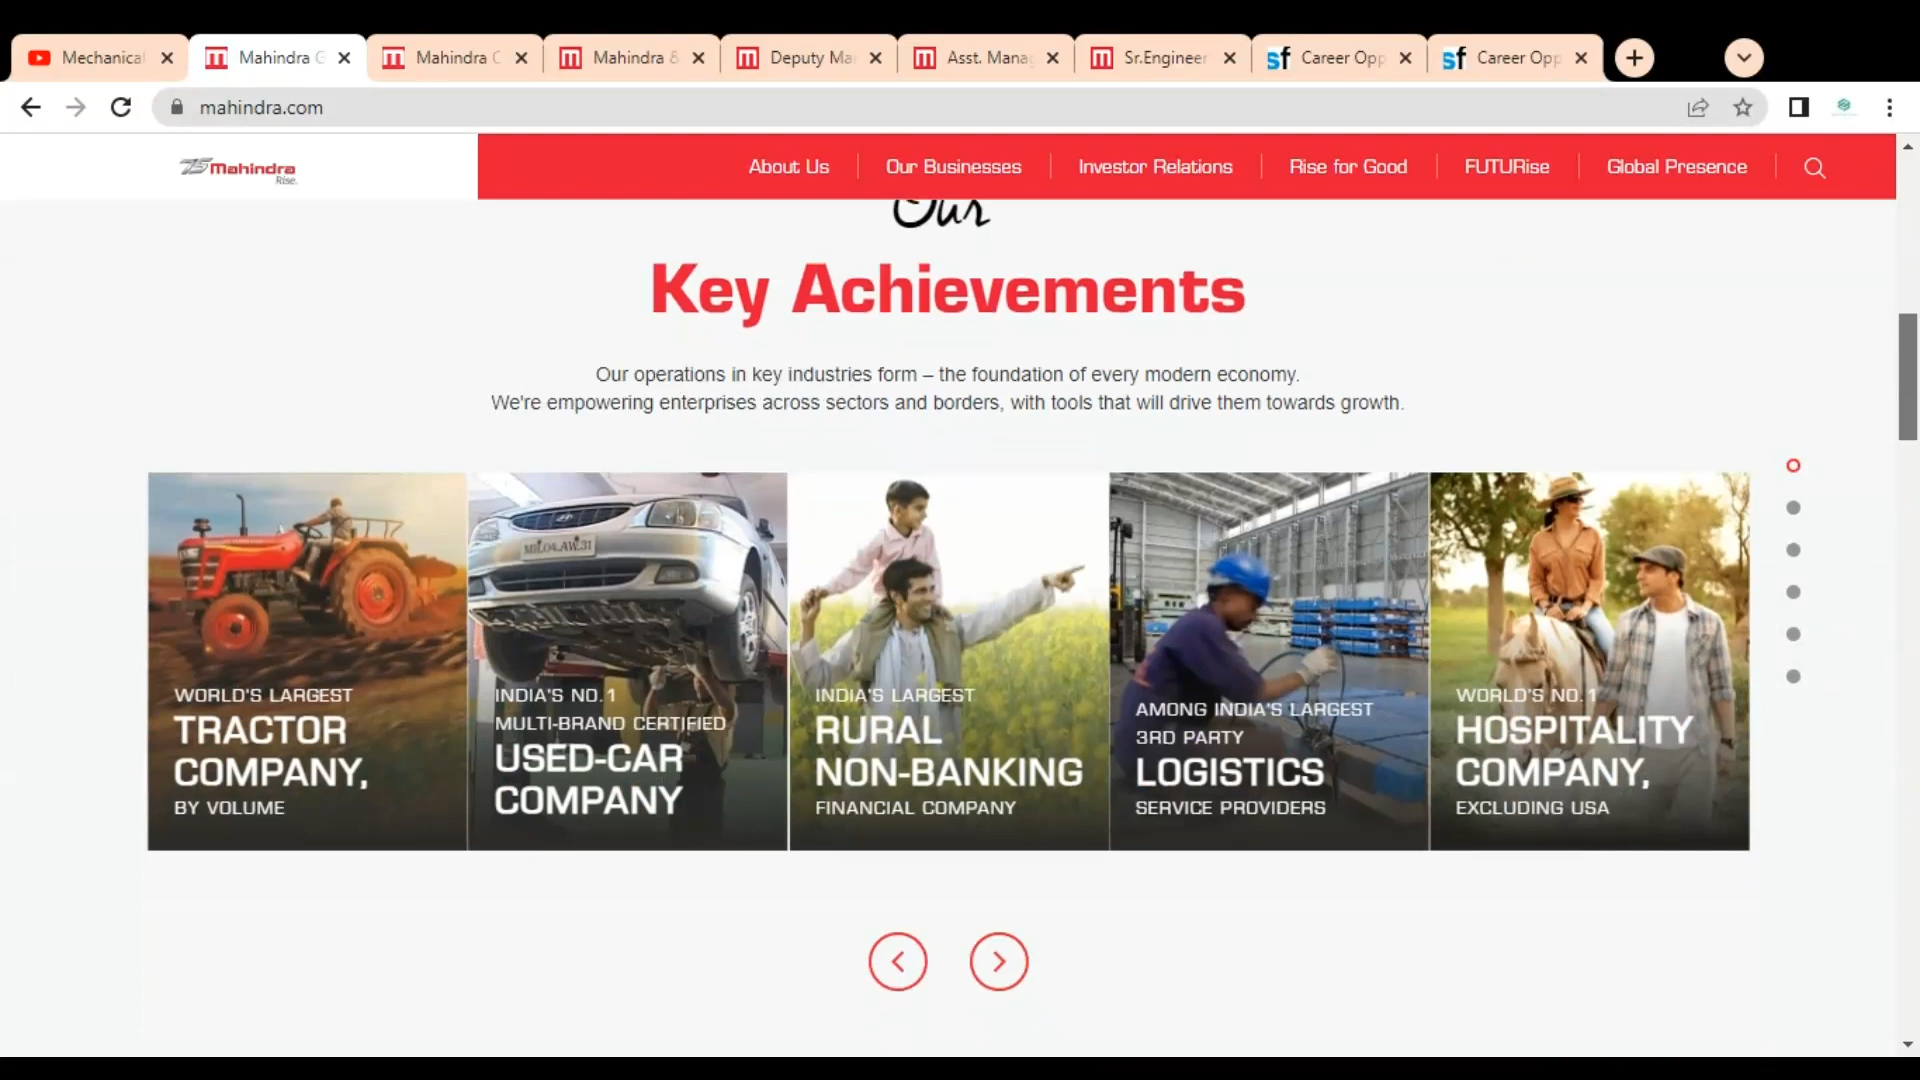 Mechanical
Mahindra G
Mahindra C
Mahindra &
Deputy Ma
Asst. Mana
Sr.Engineer
sf Career Opp
sf Career Opp
mahindra.com
75 Mahindra
Rise.
About Us
Our Businesses
Investor Relations
Rise for Good
FUTURise
Global Presence
Our
Key Achievements
Our operations in key industries form – the foundation of every modern economy.
We're empowering enterprises across sectors and borders, with tools that will drive them towards growth.
WORLD'S LARGEST
TRACTOR
COMPANY,
BY VOLUME
INDIA'S NO.1
MULTI-BRAND CERTIFIED
USED-CAR
COMPANY
INDIA'S LARGEST
RURAL
NON-BANKING
FINANCIAL COMPANY
AMONG INDIA'S LARGEST
3RD PARTY
LOGISTICS
SERVICE PROVIDERS
WORLD'S NO.1
HOSPITALITY
COMPANY,
EXCLUDING USA